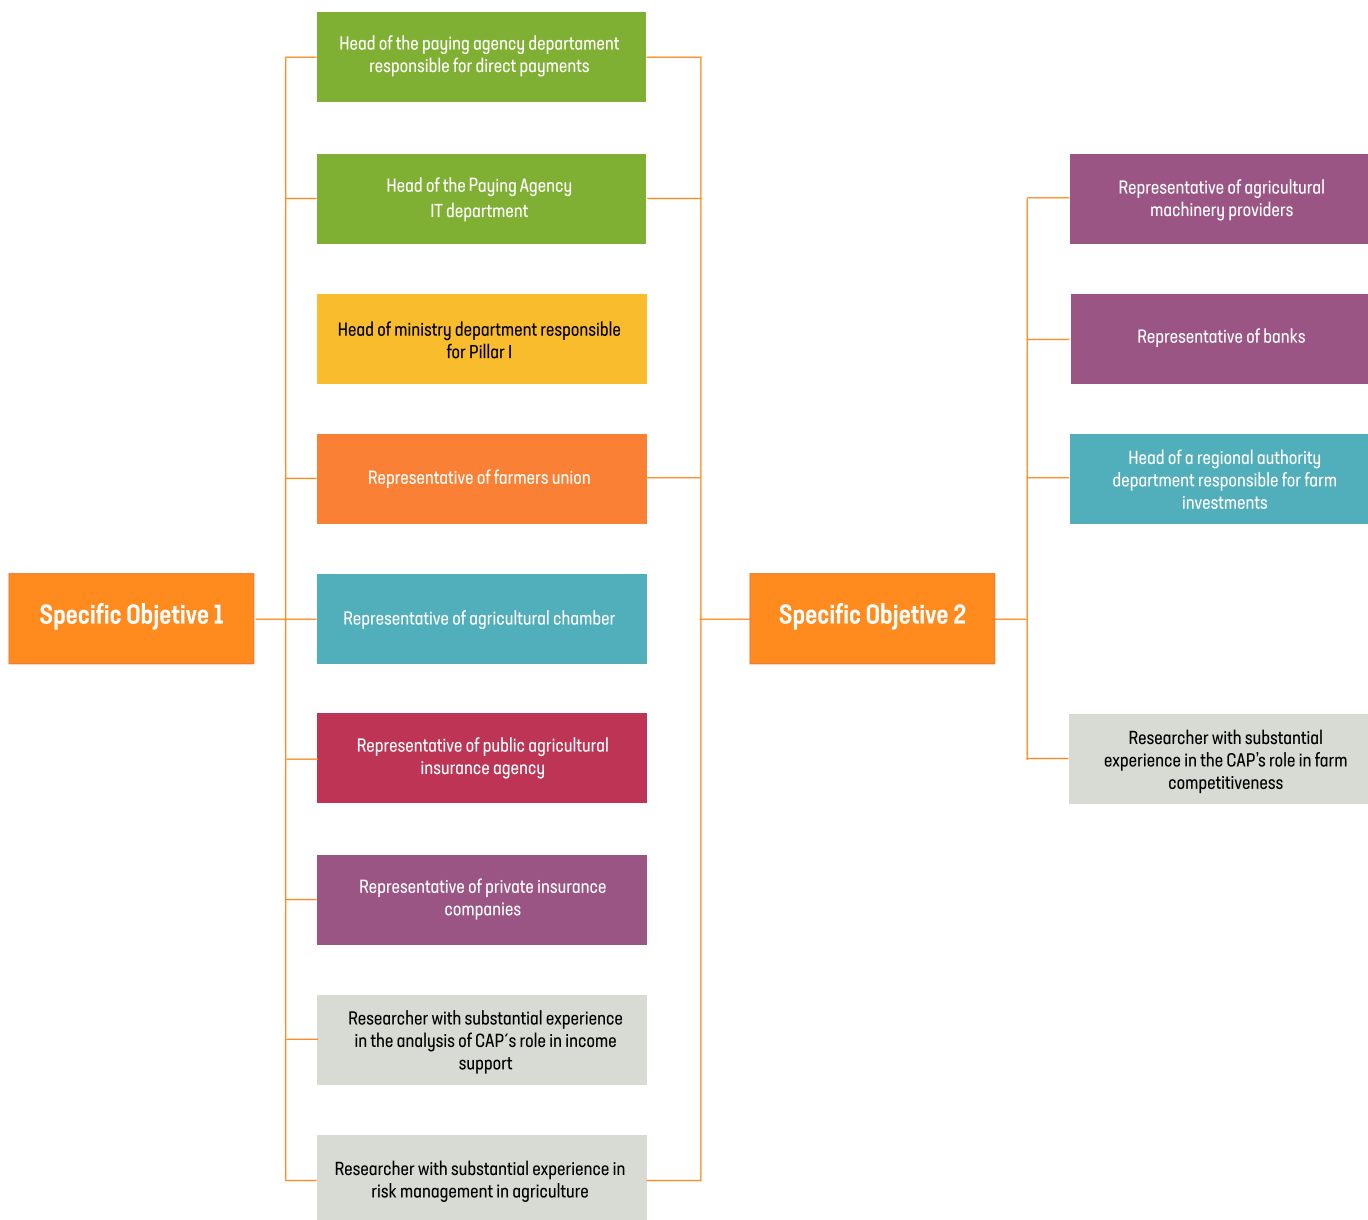 Head of the paying agency departament
responsible for direct payments
Head of the Paying Agency
IT department
Head of ministry department responsible
for Pillar I
Representative of farmers union
Specific Objetive 1
Representative of agricultural chamber
Representative of public agricultural
insurance agency
Representative of private insurance
companies
Researcher with substantial experience
in the analysis of CAP´s role in income
support
Researcher with substantial experience in
risk management in agriculture
Specific Objetive 2
Representative of agricultural
machinery providers
Representative of banks
Head of a regional authority
department responsible for farm
investments
Researcher with substantial
experience in the CAP's role in farm
competitiveness